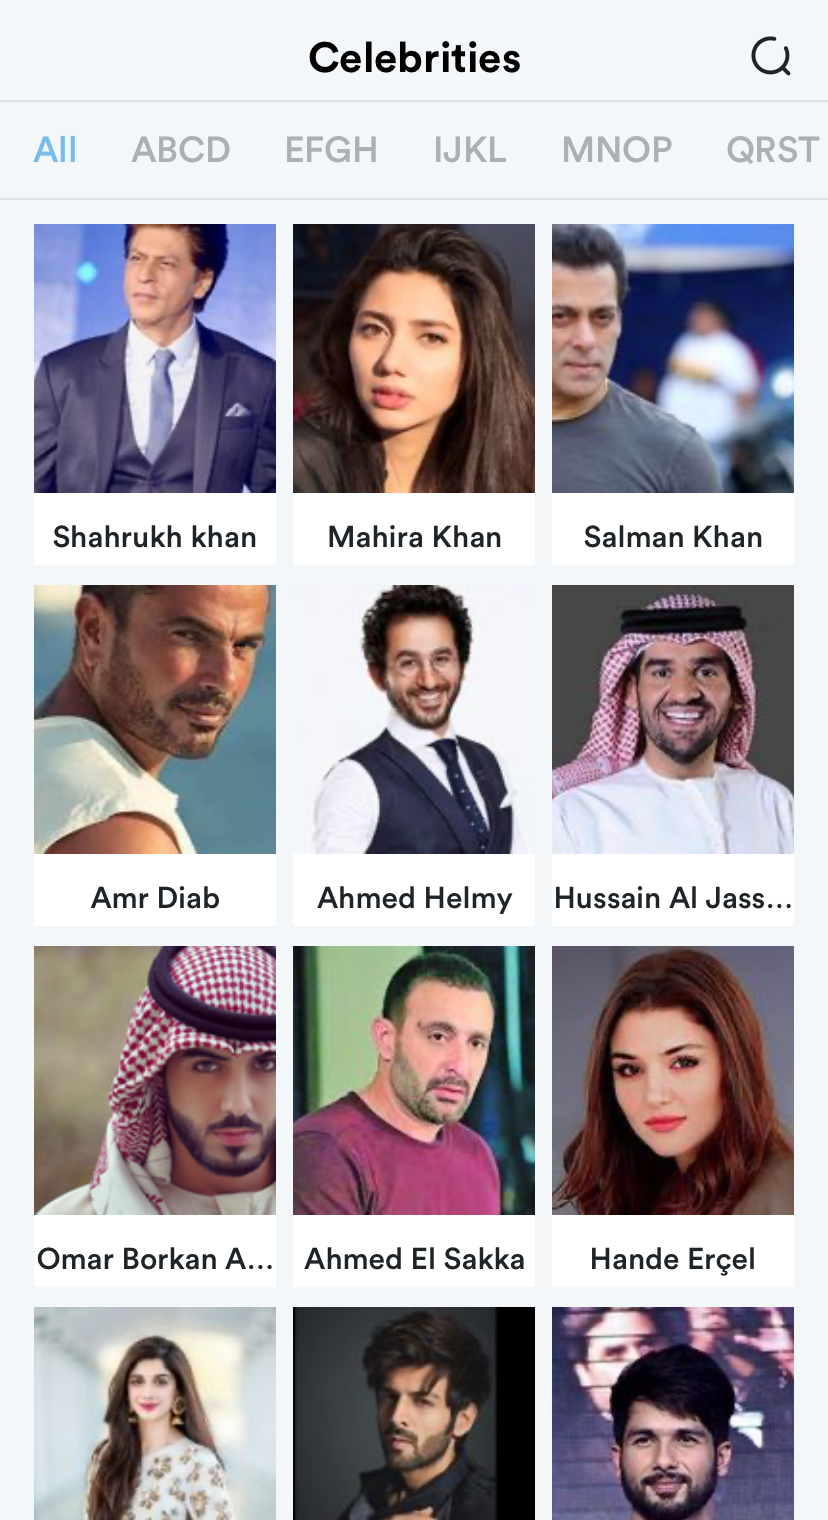 Celebrities
All ABCD EFGH IJKL MNOP QRST
Shahrukh khan Mahira Khan Salman Khan
Amr Diab Ahmed Helmy Hussain Al Jass...
Omar Borkan A... Ahmed El Sakka Hande Erçel